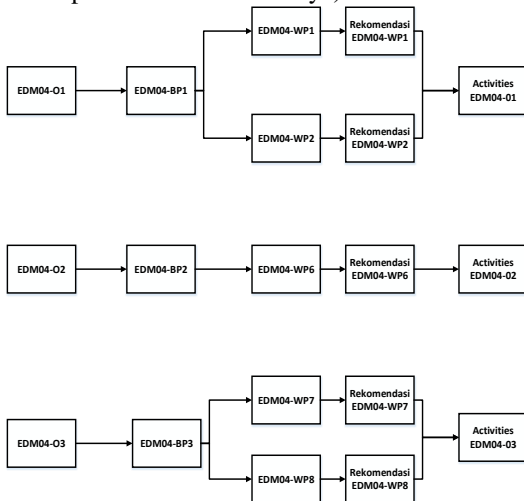 EDM04-WP1
Rekomendasi
EDM04-WP1
EDM04-O1
EDM04-BP1
Activities
EDM04-01
EDM04-WP2
Rekomendasi
EDM04-WP2
EDM04-O2
EDM04-BP2
EDM04-WP6
Rekomendasi
EDM04-WP6
Activities
EDM04-02
EDM04-WP7
Rekomendasi
EDM04-WP7
EDM04-O3
EDM04-BP3
Activities
EDM04-03
EDM04-WP8
Rekomendasi
EDM04-WP8